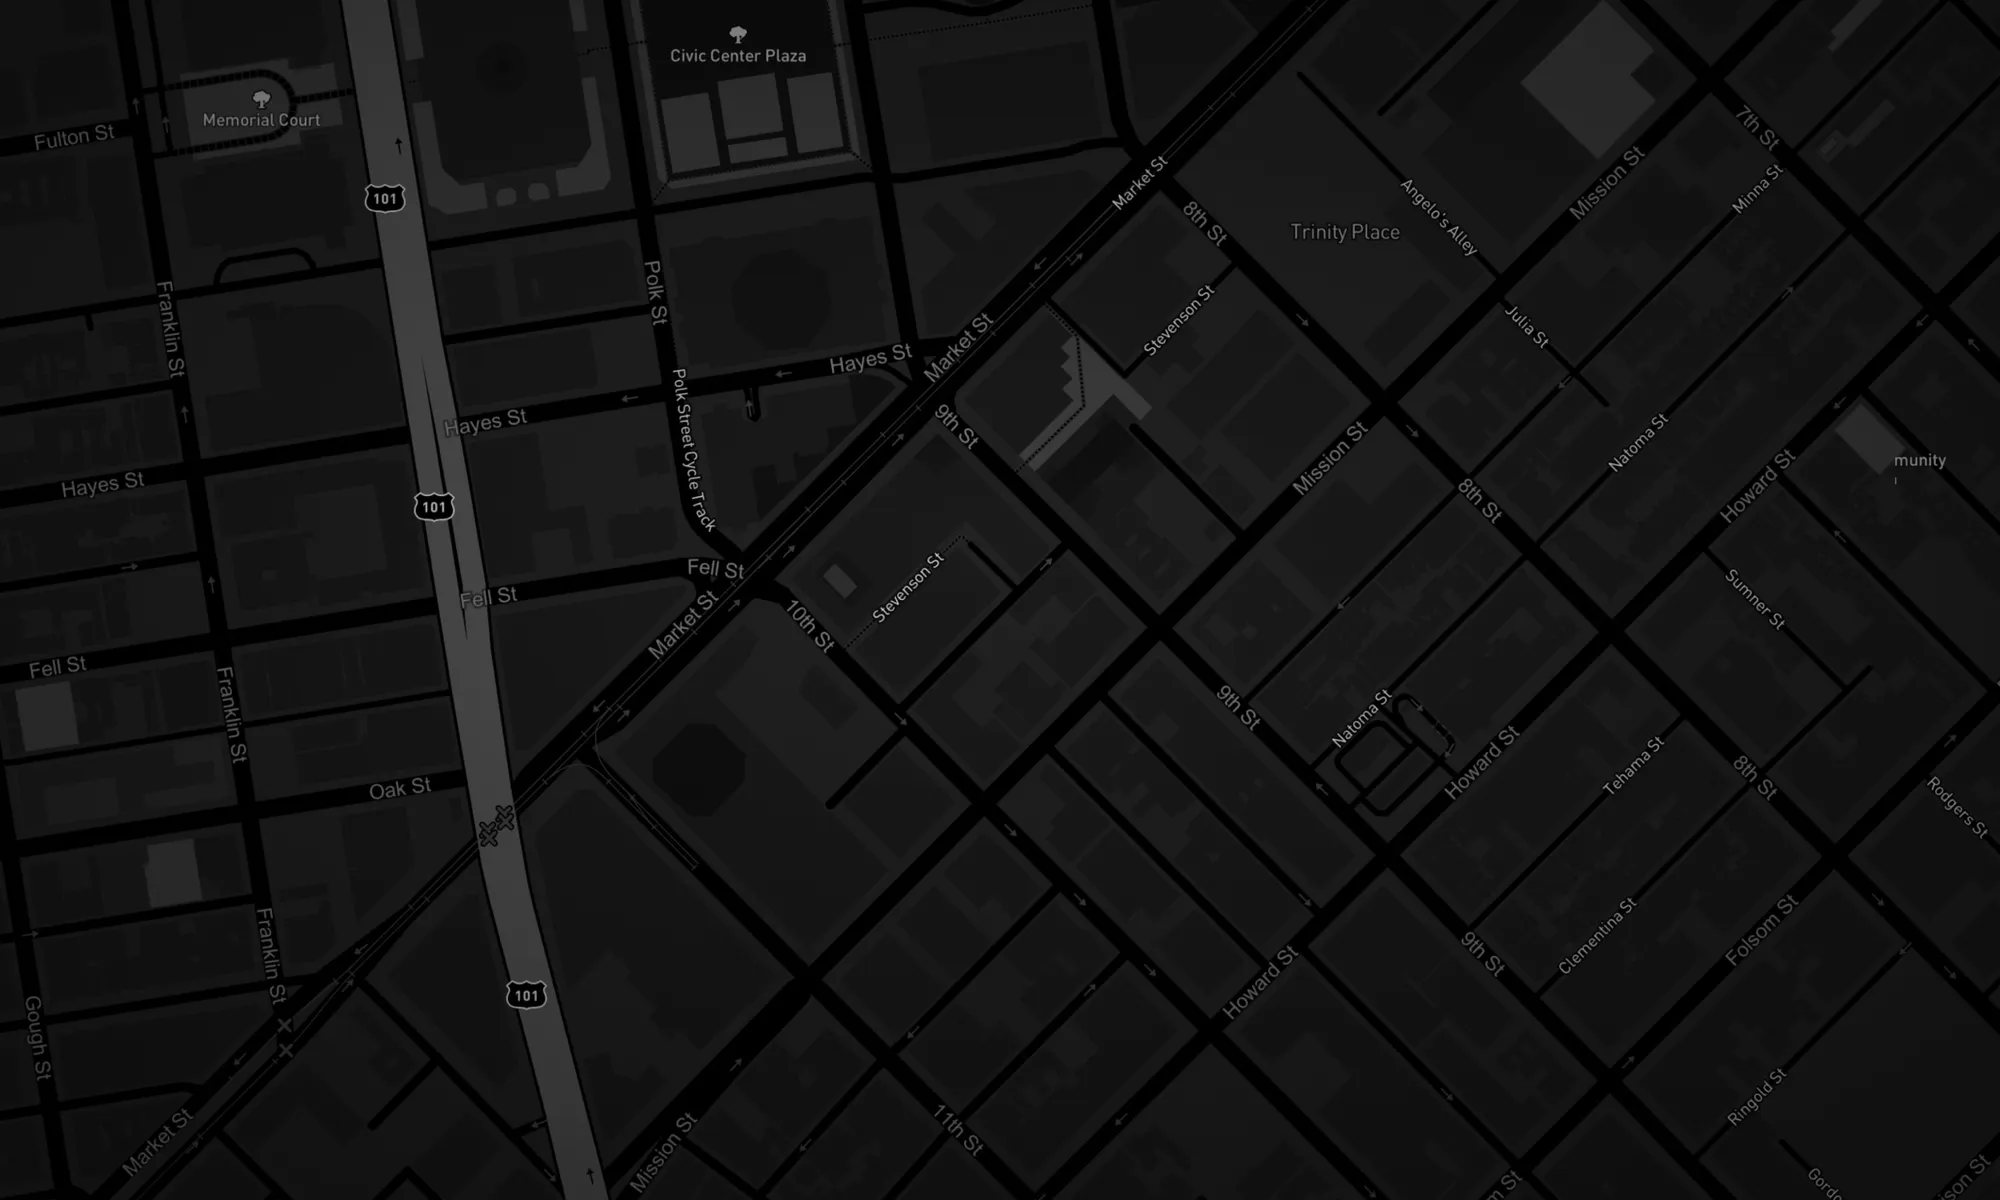 Civic Center Plaza
Memorial Court
Fulton St
7th St
Minna St
Mission St
Market St
101
8th St
Angelo's Alley
Trinity Place
Franklin St
Polk St
Stevenson St
Julia St
Hayes St
Market St
Hayes St
Polk Street Cycle Track
9th St
Natoma St
Mission St
munity
Howard St
Hayes St
101
8th St
Fell St
Stevenson St
Sumner St
Fell St
Market St
10th St
Fell St
Franklin St
9th St
Natoma St
Howard St
Tehama St
8th St
Oak St
Rodgers St
Franklin St
Clementina St
Folsom St
9th St
101
Howard St
Gough St
Ringold St
Market St
Mission St
11th St